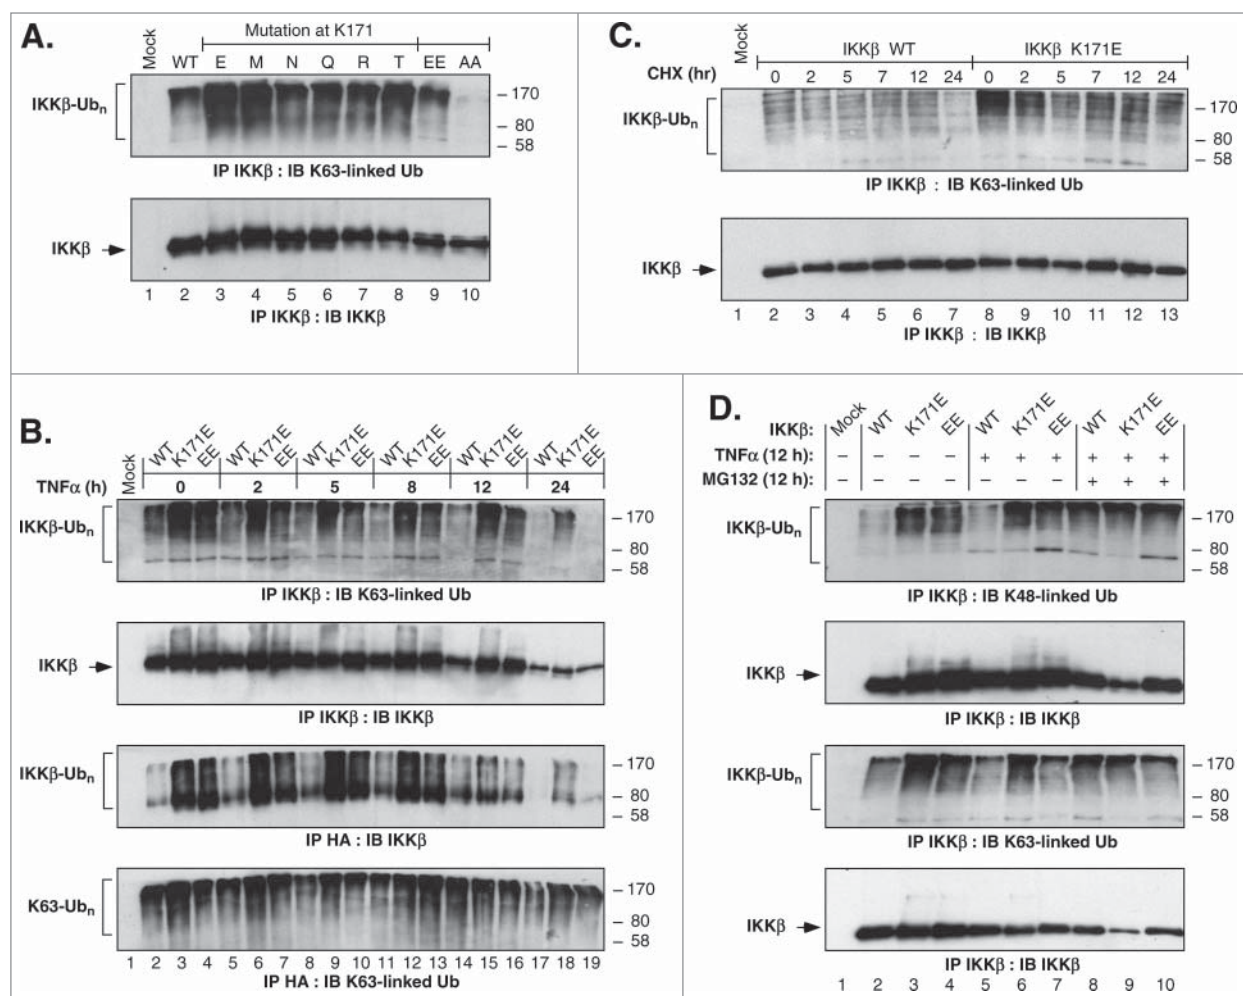 A.
Mock
Mutation at K171
WT E M N Q R T EE AA
IKKβ-Ubn
– 170
– 80
– 58
IP IKKβ : IB K63-linked Ub
IKKβ
1 2 3 4 5 6 7 8 9 10
IP IKKβ : IB IKKβ
C.
Mock
IKKβ WT IKKβ K171E
CHX (hr) 0 2 5 7 12 24 0 2 5 7 12 24
IKKβ-Ubn
– 170
– 80
– 58
IP IKKβ : IB K63-linked Ub
IKKβ
1 2 3 4 5 6 7 8 9 10 11 12 13
IP IKKβ : IB IKKβ
B.
Mock
WT K171E EE WT K171E EE WT K171E EE WT K171E EE WT K171E EE WT K171E EE
TNFα (h) 0 2 5 8 12 24
IKKβ-Ubn
– 170
– 80
– 58
IP IKKβ : IB K63-linked Ub
IKKβ
IP IKKβ : IB IKKβ
IKKβ-Ubn
– 170
– 80
– 58
IP HA : IB IKKβ
K63-Ubn
– 170
– 80
– 58
1 2 3 4 5 6 7 8 9 10 11 12 13 14 15 16 17 18 19
IP HA : IB K63-linked Ub
D.
IKKβ: Mock WT K171E EE WT K171E EE WT K171E EE
TNFα (12 h): – – – – + + + + + +
MG132 (12 h): – – – – – – – + + +
IKKβ-Ubn
– 170
– 80
– 58
IP IKKβ : IB K48-linked Ub
IKKβ
IP IKKβ : IB IKKβ
IKKβ-Ubn
– 170
– 80
– 58
IP IKKβ : IB K63-linked Ub
IKKβ
IP IKKβ : IB IKKβ
1 2 3 4 5 6 7 8 9 10